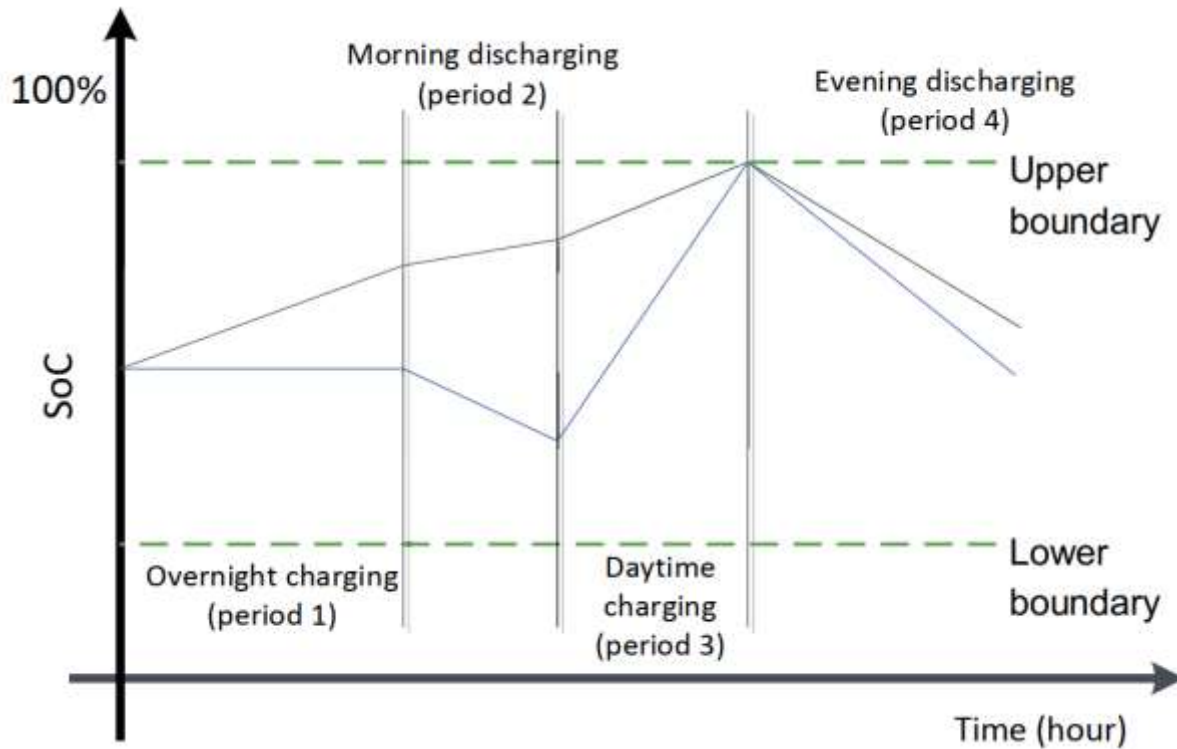 Morning discharging
(period 2)
100%
Evening discharging
(period 4)
Upper
boundary
SoC
Lower
boundary
Overnight charging
(period 1)
Daytime
charging
(period 3)
Time (hour)